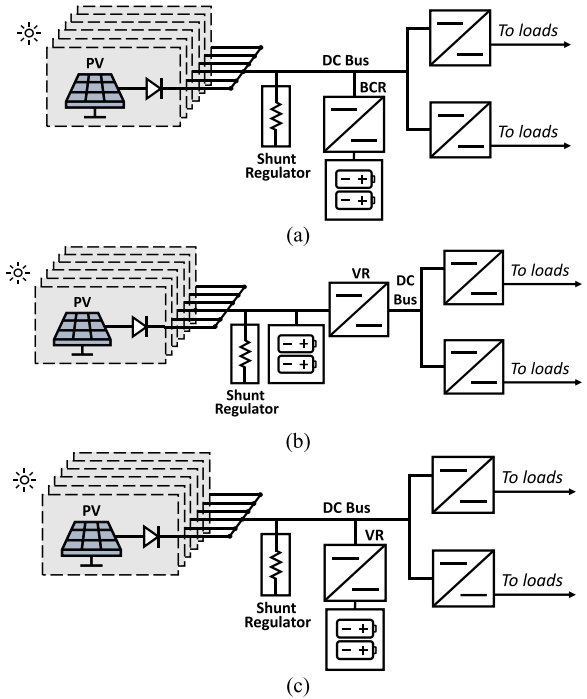 PV
DC Bus
To loads
BCR
To loads
Shunt
Regulator
- +
- +
(a)
PV
VR
DC
Bus
To loads
- +
- +
To loads
Shunt
Regulator
(b)
PV
DC Bus
To loads
VR
To loads
Shunt
Regulator
- +
- +
(c)